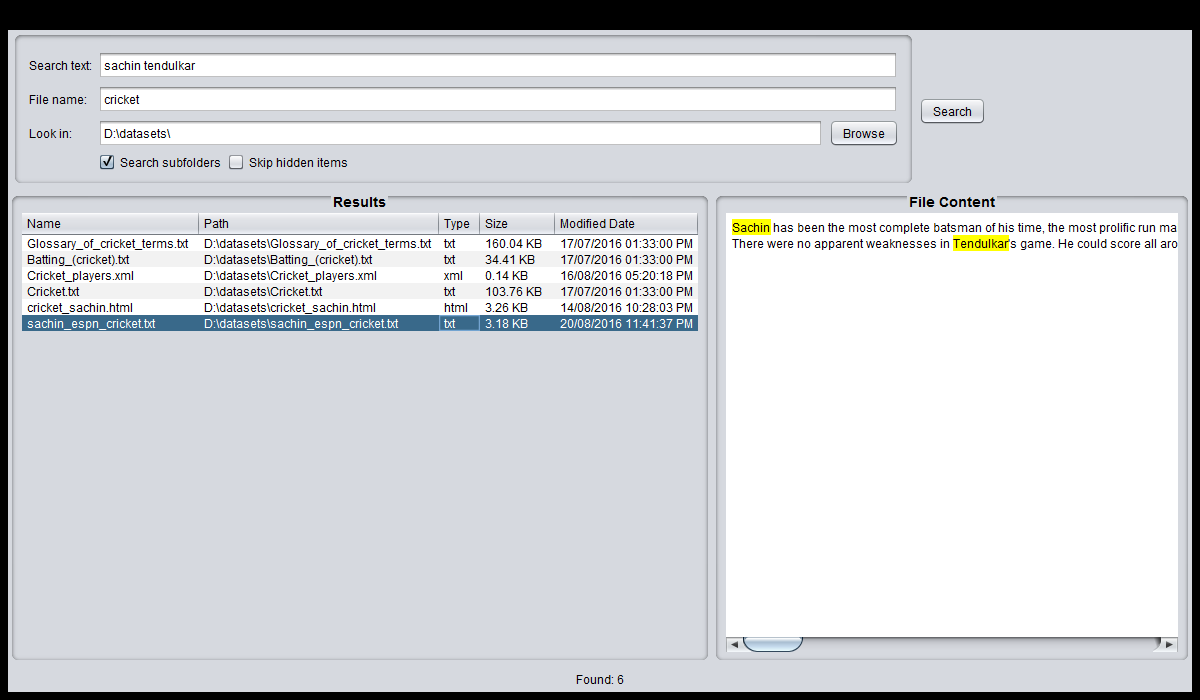 Search text: sachin tendulkar
File name: cricket
Search
Look in: D:\datasets\ Browse
Search subfolders Skip hidden items
Results
Name Path Type Size Modified Date
Glossary_of_cricket_terms.txt D:\datasets\Glossary_of_cricket_terms.txt txt 160.04 KB 17/07/2016 01:33:00 PM
Batting_(cricket).txt D:\datasets\Batting_(cricket).txt txt 34.41 KB 17/07/2016 01:33:00 PM
Cricket_players.xml D:\datasets\Cricket_players.xml xml 0.14 KB 16/08/2016 05:20:18 PM
Cricket.txt D:\datasets\Cricket.txt txt 103.76 KB 17/07/2016 01:33:00 PM
cricket_sachin.html D:\datasets\cricket_sachin.html html 3.26 KB 14/08/2016 10:28:03 PM
sachin_espn_cricket.txt D:\datasets\sachin_espn_cricket.txt txt 3.18 KB 20/08/2016 11:41:37 PM
File Content
Sachin has been the most complete batsman of his time, the most prolific run ma
There were no apparent weaknesses in Tendulkar's game. He could score all aro
Found: 6